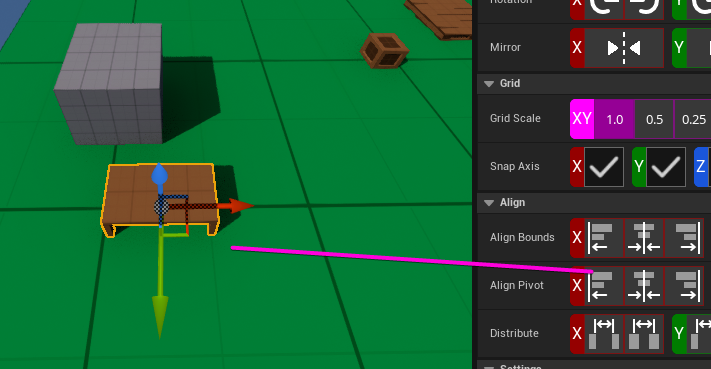 Rotation
X Y
Mirror X Y
Grid
Grid Scale XY 1.0 0.5 0.25
Snap Axis X Y Z
Align
Align Bounds X
Align Pivot X
Distribute X Y
Settings